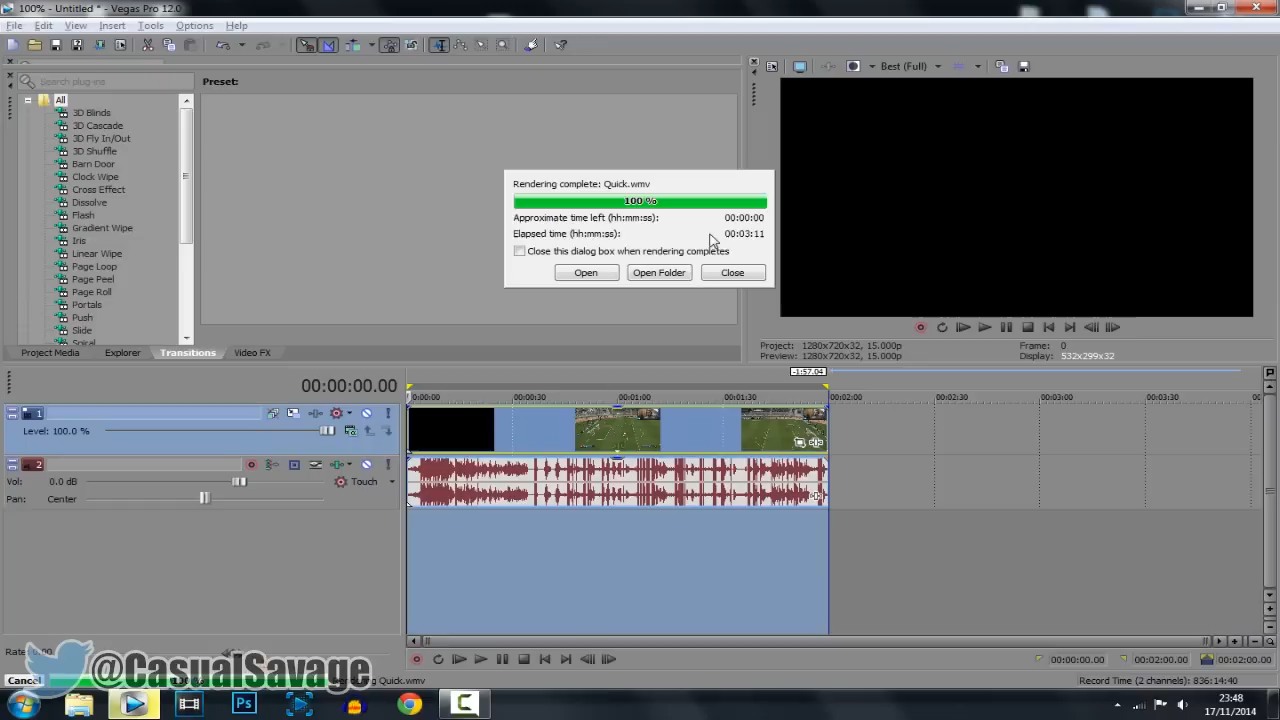 100% - Untitled * - Vegas Pro 12.0
File Edit View Insert Tools Options Help
Search plug-ins
Preset:
All
3D Blinds
3D Cascade
3D Fly In/Out
3D Shuffle
Barn Door
Clock Wipe
Cross Effect
Dissolve
Flash
Gradient Wipe
Iris
Linear Wipe
Page Loop
Page Peel
Page Roll
Portals
Push
Slide
Spiral
Project Media Explorer Transitions Video FX
Best (Full)
Rendering complete: Quick.wmv
100 %
Approximate time left (hh:mm:ss): 00:00:00
Elapsed time (hh:mm:ss): 00:03:11
Close this dialog box when rendering completes
Open Open Folder Close
Project: 1280x720x32, 15.000p Frame: 0
Preview: 1280x720x32, 15.000p Display: 532x299x32
-1:57.04
00:00:00.00
00:00:00 00:00:30 00:01:00 00:01:30 00:02:00 00:02:30 00:03:00 00:03:30 00:
1
Level: 100.0 %
2
Vol: 0.0 dB Touch
Pan: Center
Rate: 0.00
@CasualSavage
00:00:00.00 00:02:00.00 00:02:00.00
Cancel Rendering Quick.wmv Record Time (2 channels): 836:14:40
Ps
23:48
17/11/2014